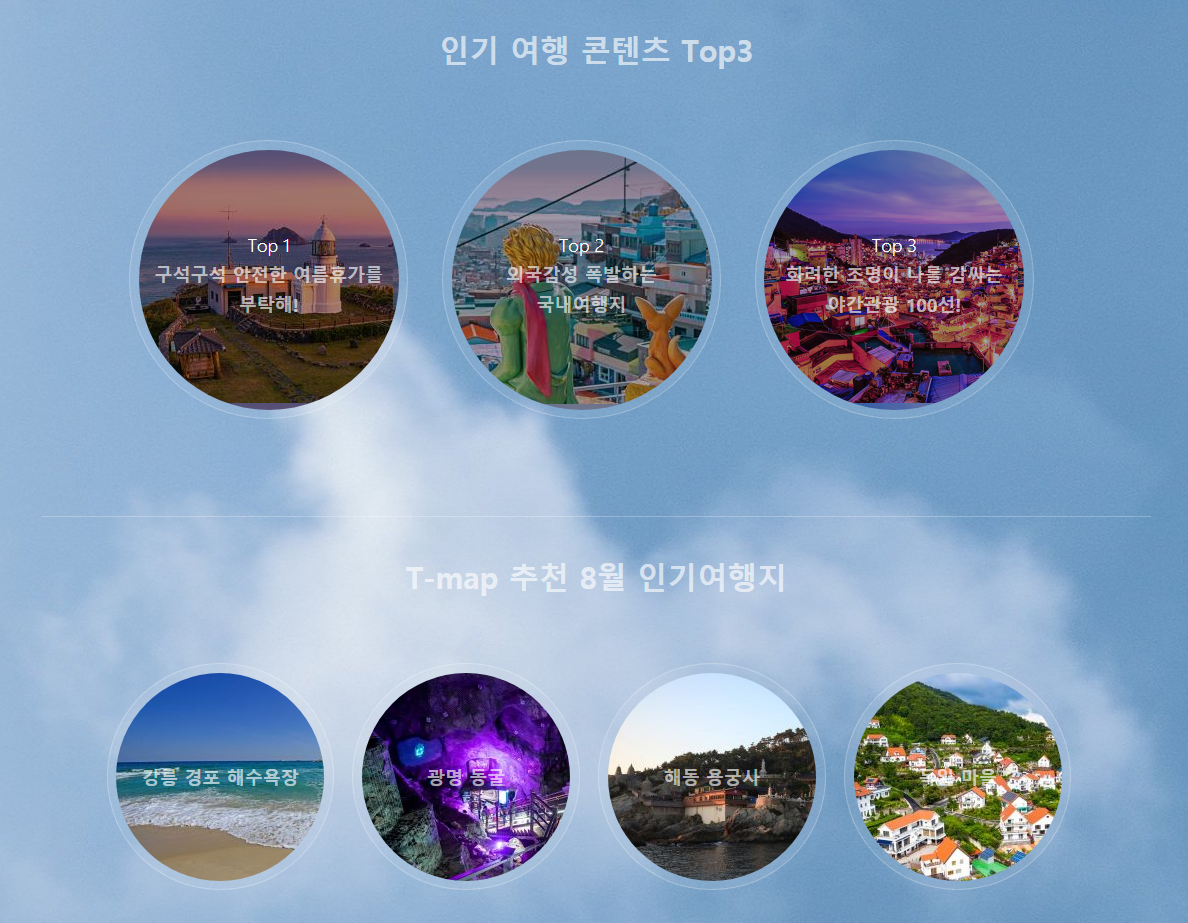 인기 여행 콘텐츠 Top3
Top 1
구석구석 안전한 여름휴가를
부탁해!
Top 2
외국감성 폭발하는
국내여행지
Top 3
화려한 조명이 나를 감싸는
야간관광 100선!
T-map 추천 8월 인기여행지
강릉 경포 해수욕장
광명 동굴
해동 용궁사
마을